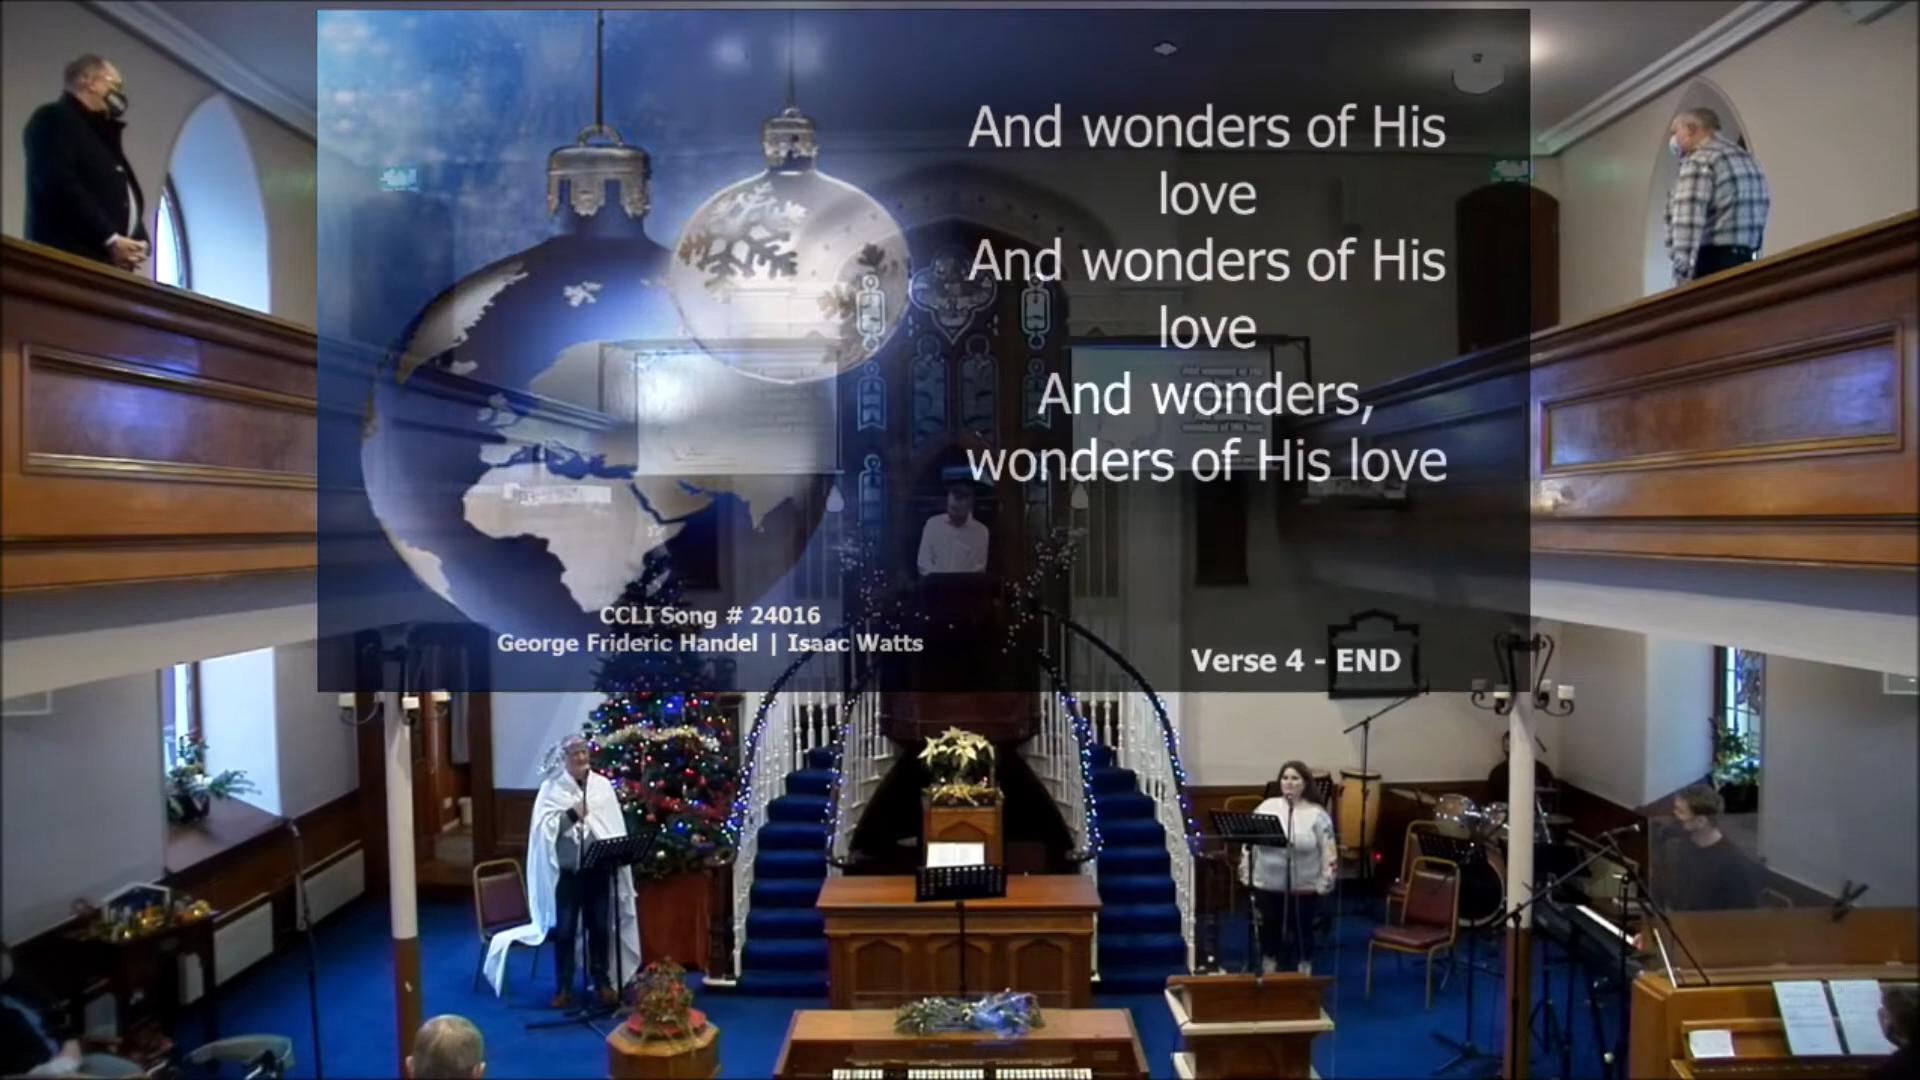 And wonders of His
love
And wonders of His
love
And wonders,
wonders of His love
CCLI Song # 24016
George Frideric Handel | Isaac Watts
Verse 4 - END